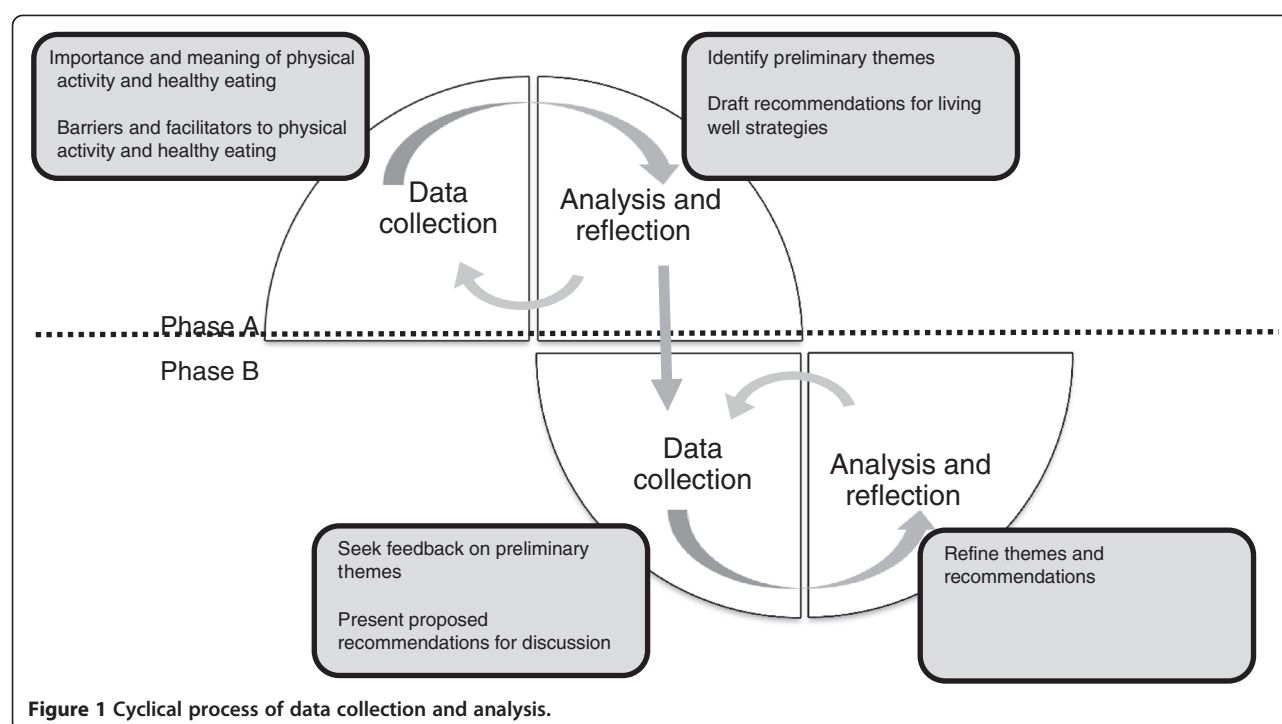 Importance and meaning of physical
activity and healthy eating
Barriers and facilitators to physical
activity and healthy eating
Identify preliminary themes
Draft recommendations for living
well strategies
Data
collection
Analysis and
reflection
Phase A
Phase B
Data
collection
Analysis and
reflection
Seek feedback on preliminary
themes
Present proposed
recommendations for discussion
Refine themes and
recommendations
Figure 1 Cyclical process of data collection and analysis.